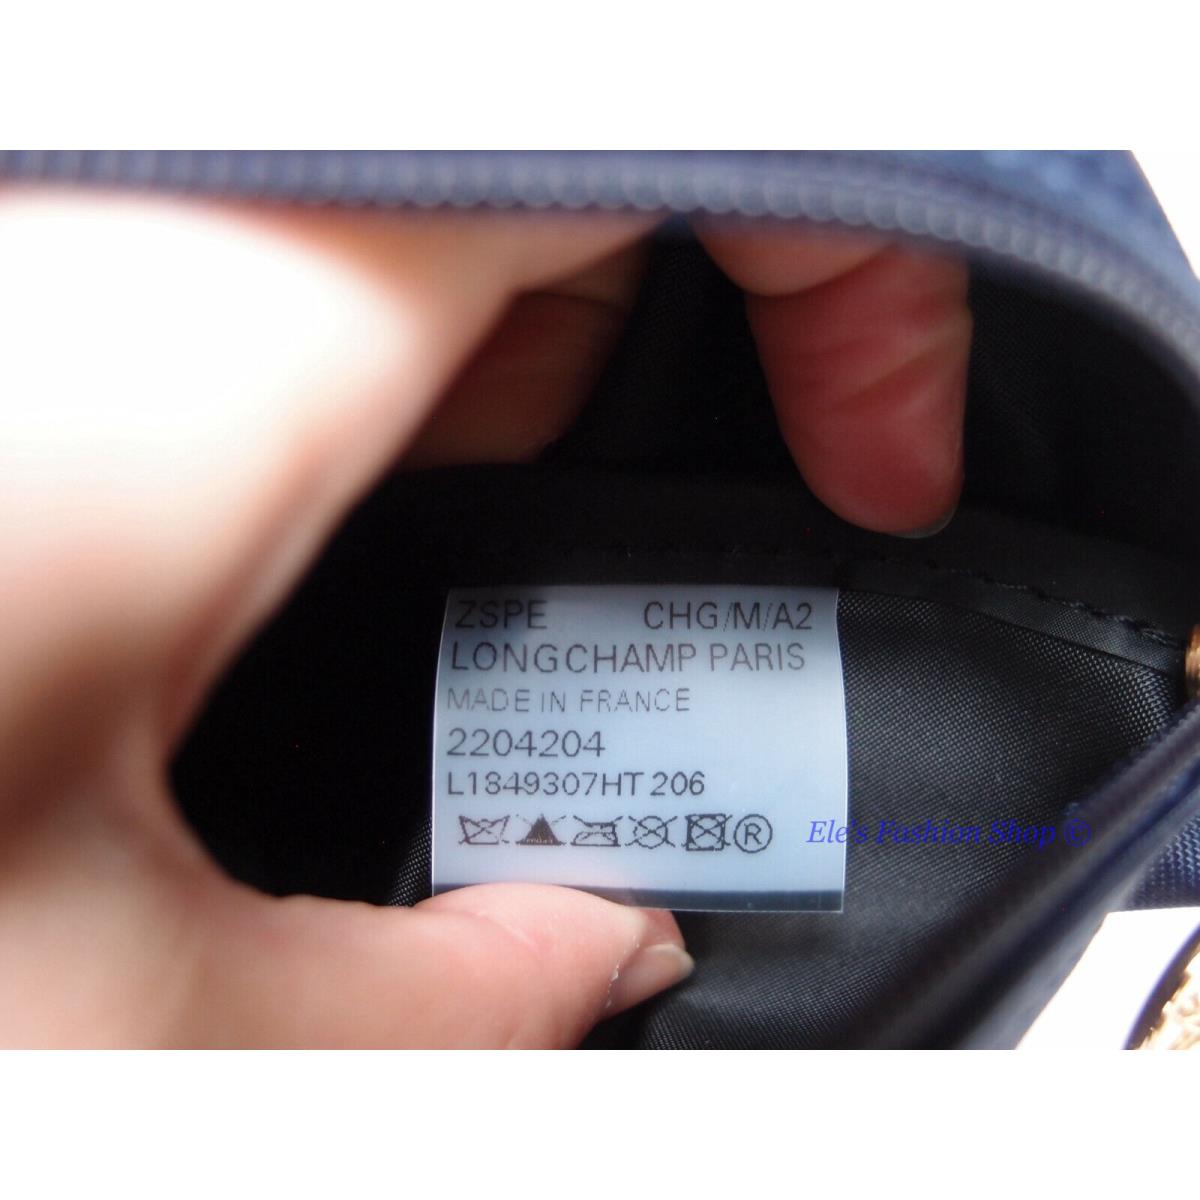 ZSPE CHG/M/A2
LONGCHAMP PARIS
MADE IN FRANCE
2204204
L1849307HT 206
®
Ele's Fashion Shop ©